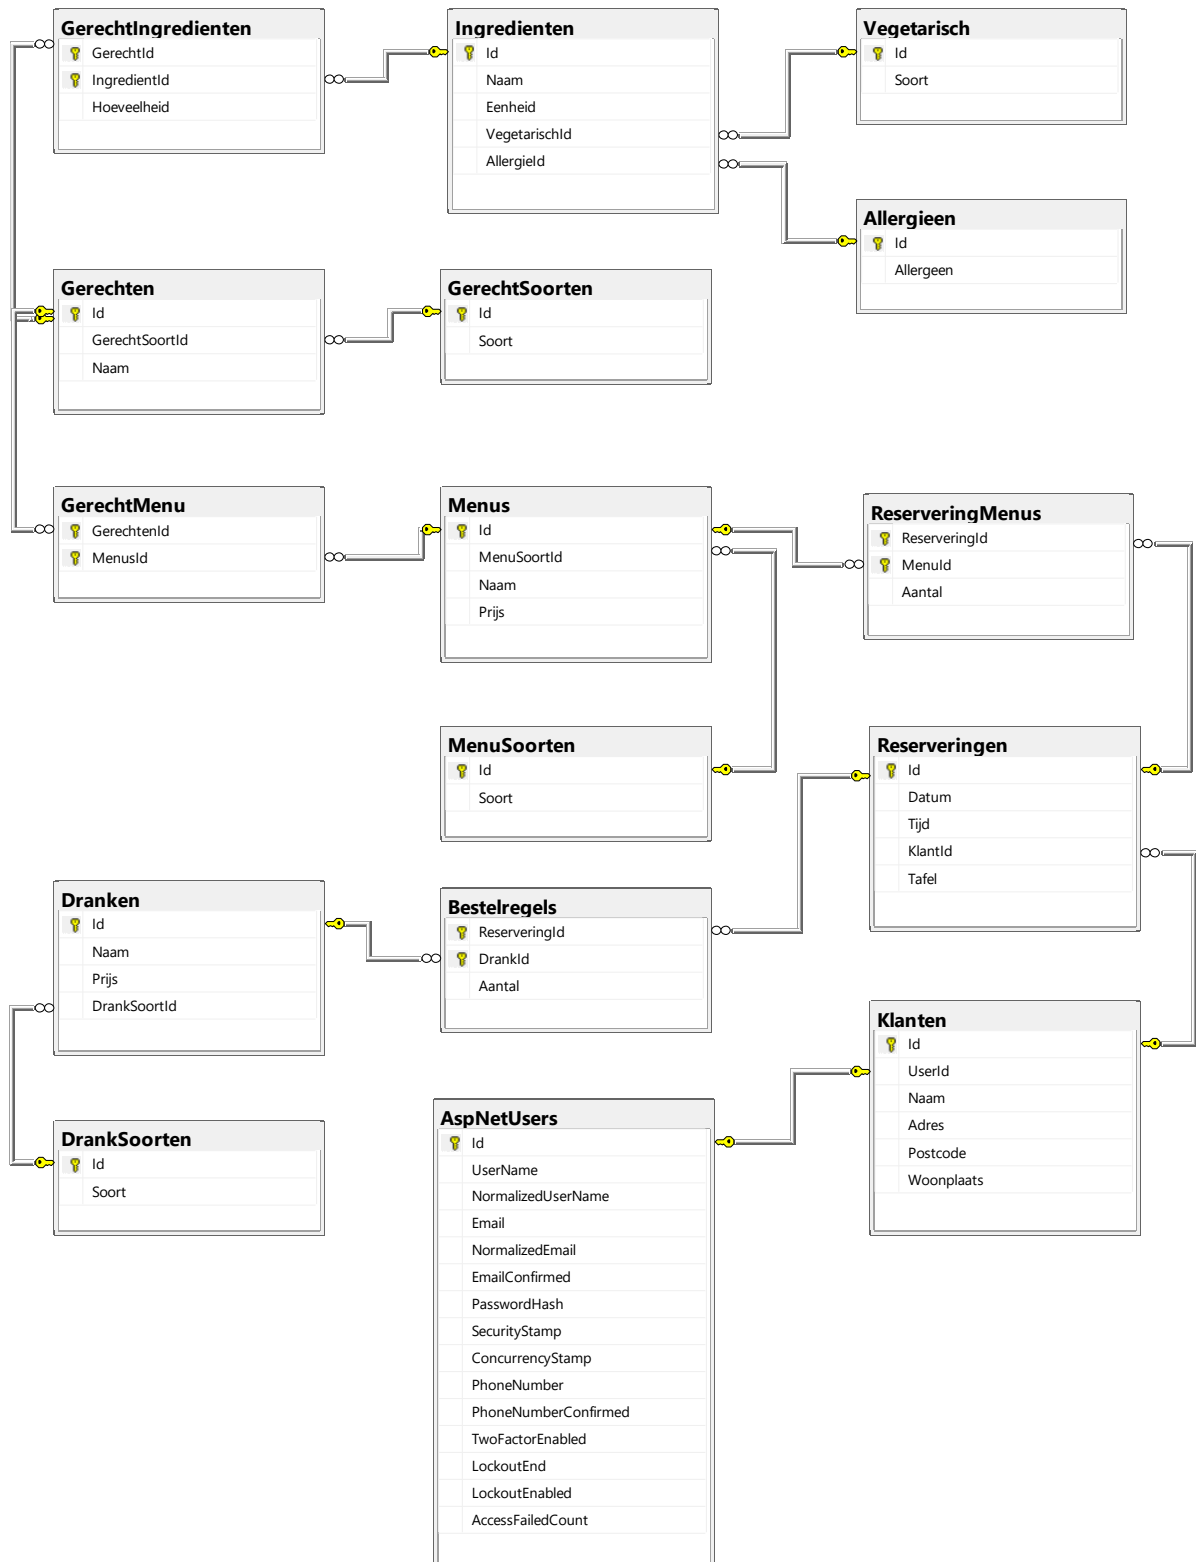 GerechtIngredienten
GerechtId
IngredientId
Hoeveelheid
Ingredienten
Id
Naam
Eenheid
VegetarischId
AllergieId
Vegetarisch
Id
Soort
Allergieen
Id
Allergeen
Gerechten
Id
GerechtSoortId
Naam
GerechtSoorten
Id
Soort
GerechtMenu
GerechtenId
MenusId
Menus
Id
MenuSoortId
Naam
Prijs
ReserveringMenus
ReserveringId
MenuId
Aantal
MenuSoorten
Id
Soort
Reserveringen
Id
Datum
Tijd
KlantId
Tafel
Dranken
Id
Naam
Prijs
DrankSoortId
Bestelregels
ReserveringId
DrankId
Aantal
Klanten
Id
UserId
Naam
Adres
Postcode
Woonplaats
DrankSoorten
Id
Soort
AspNetUsers
Id
UserName
NormalizedUserName
Email
NormalizedEmail
EmailConfirmed
PasswordHash
SecurityStamp
ConcurrencyStamp
PhoneNumber
PhoneNumberConfirmed
TwoFactorEnabled
LockoutEnd
LockoutEnabled
AccessFailedCount